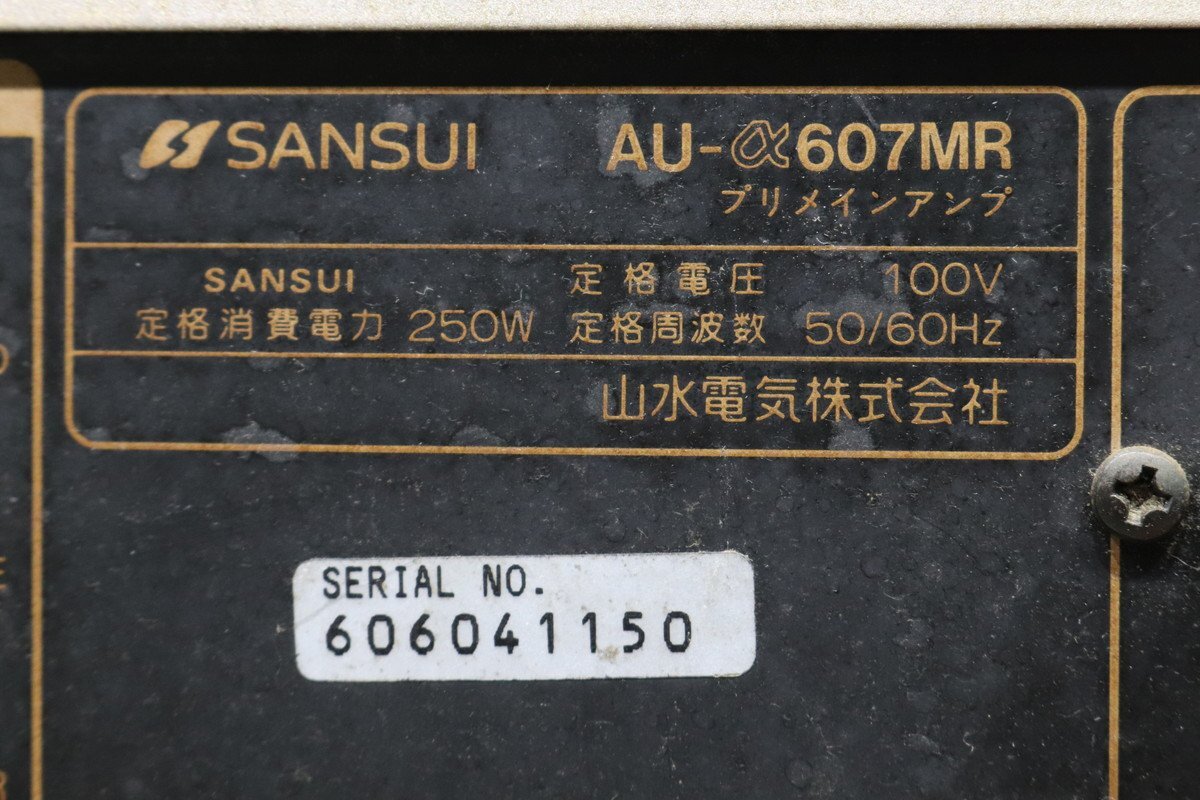 SANSUI AU-α607MR
プリメインアンプ
SANSUI 定格電圧 100V
定格消費電力 250W 定格周波数 50/60Hz
山水電気株式会社
SERIAL NO.
606041150